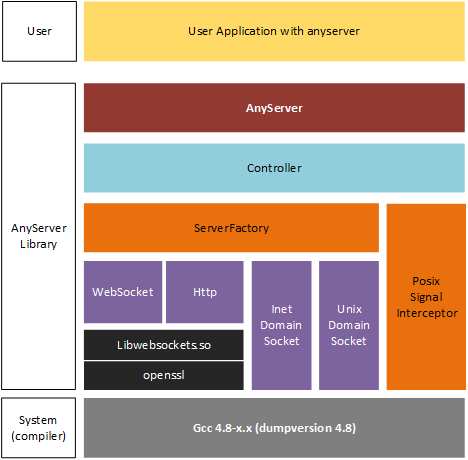 User
User Application with anyserver
AnyServer
Controller
AnyServer
Library
ServerFactory
Posix
Signal
Interceptor
WebSocket
Http
Inet
Domain
Socket
Unix
Domain
Socket
Libwebsockets.so
openssl
System
(compiler)
Gcc 4.8-x.x (dumpversion 4.8)